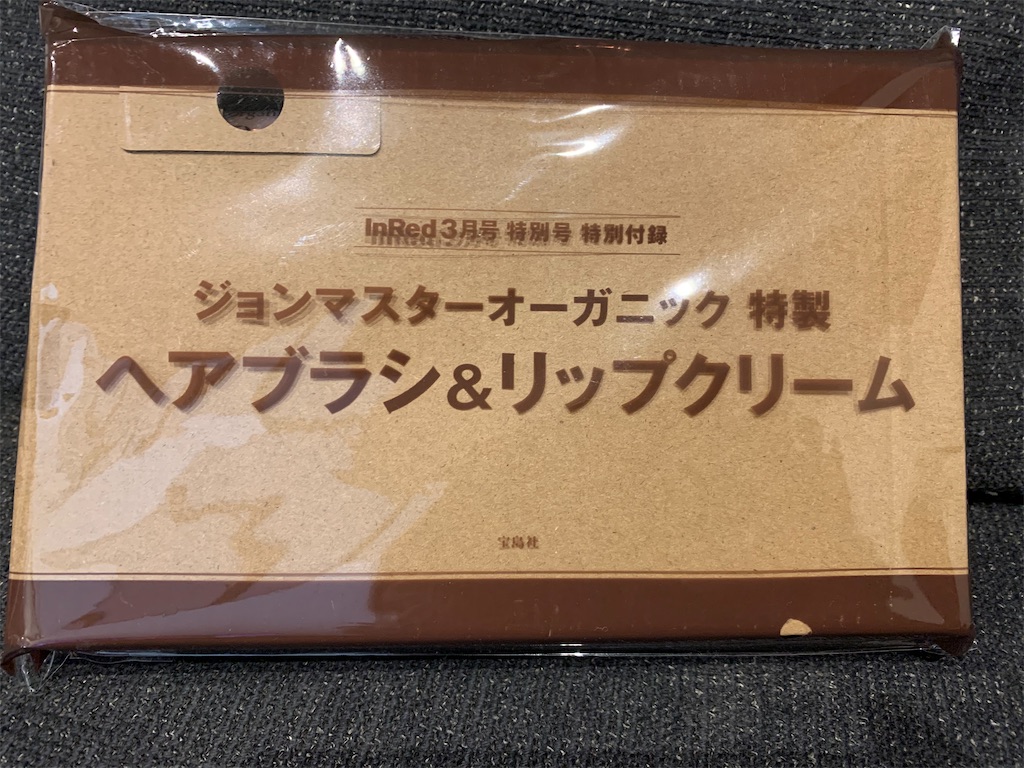 InRed 3月号 特別号 特別付録
ジョンマスターオーガニック 特製
ヘアブラシ&リップクリーム
宝島社